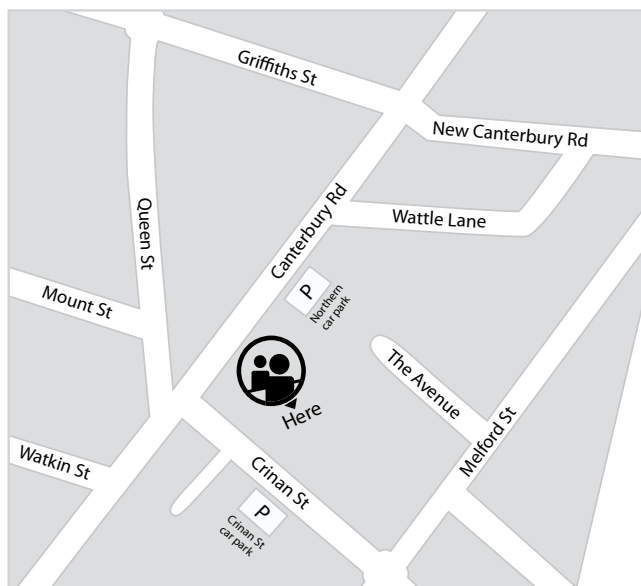 Griffiths St
New Canterbury Rd
Queen St
Canterbury Rd
Wattle Lane
P
Northern
car park
Mount St
The Avenue
Here
Melford St
Watkin St
Crinan St
P
Crinan St
car park